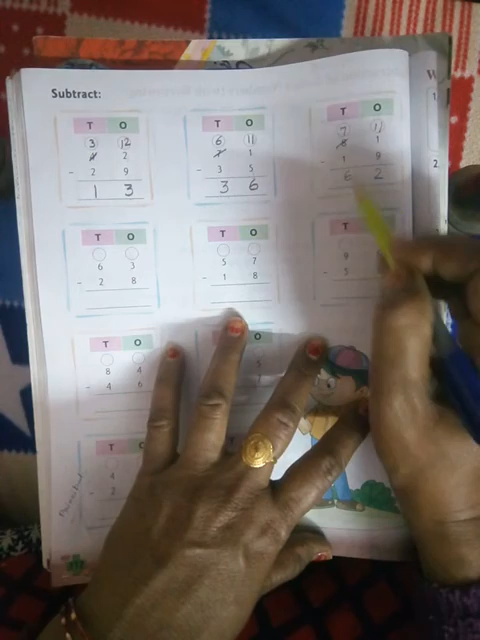 Subtract:
T O T O T O
3 12 6 11 7 11
4 2 7 1 8 1
- 2 9 - 3 5 - 1 9
1 3 3 6 6 2
T O T O
6 3 5 7 9
- 2 8 - 1 8 -
T O O
8 4
- 4 6
T
4
- 2
W
1.
2.